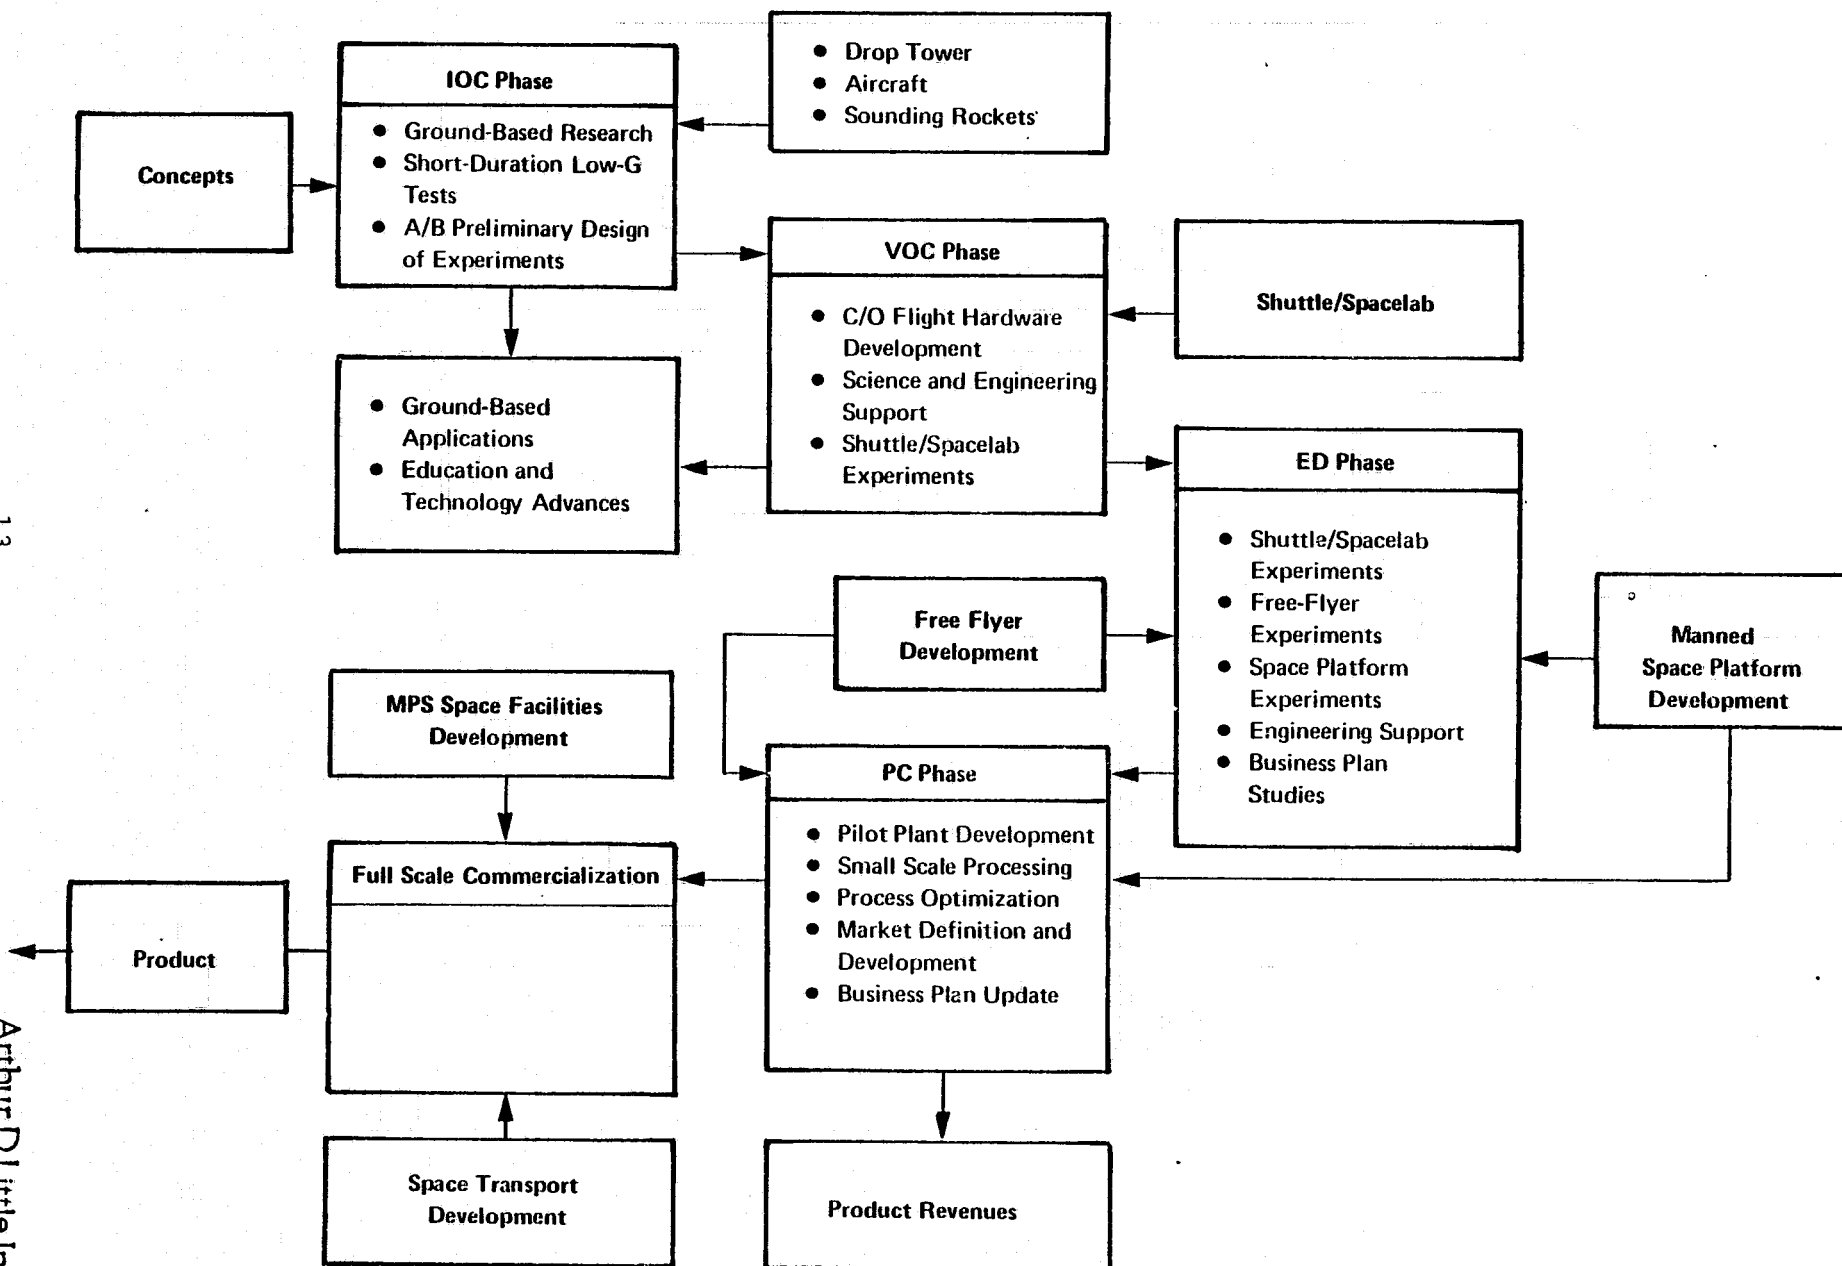 ● Drop Tower
● Aircraft
● Sounding Rockets
IOC Phase
● Ground-Based Research
● Short-Duration Low-G
Tests
● A/B Preliminary Design
of Experiments
Concepts
VOC Phase
● C/O Flight Hardware
Development
● Science and Engineering
Support
● Shuttle/Spacelab
Experiments
Shuttle/Spacelab
● Ground-Based
Applications
● Education and
Technology Advances
ED Phase
● Shuttle/Spacelab
Experiments
● Free-Flyer
Experiments
● Space Platform
Experiments
● Engineering Support
● Business Plan
Studies
Free Flyer
Development
Manned
Space Platform
Development
MPS Space Facilities
Development
PC Phase
● Pilot Plant Development
● Small Scale Processing
● Process Optimization
● Market Definition and
Development
● Business Plan Update
Full Scale Commercialization
Product
Space Transport
Development
Product Revenues
13
Arthur D Little In